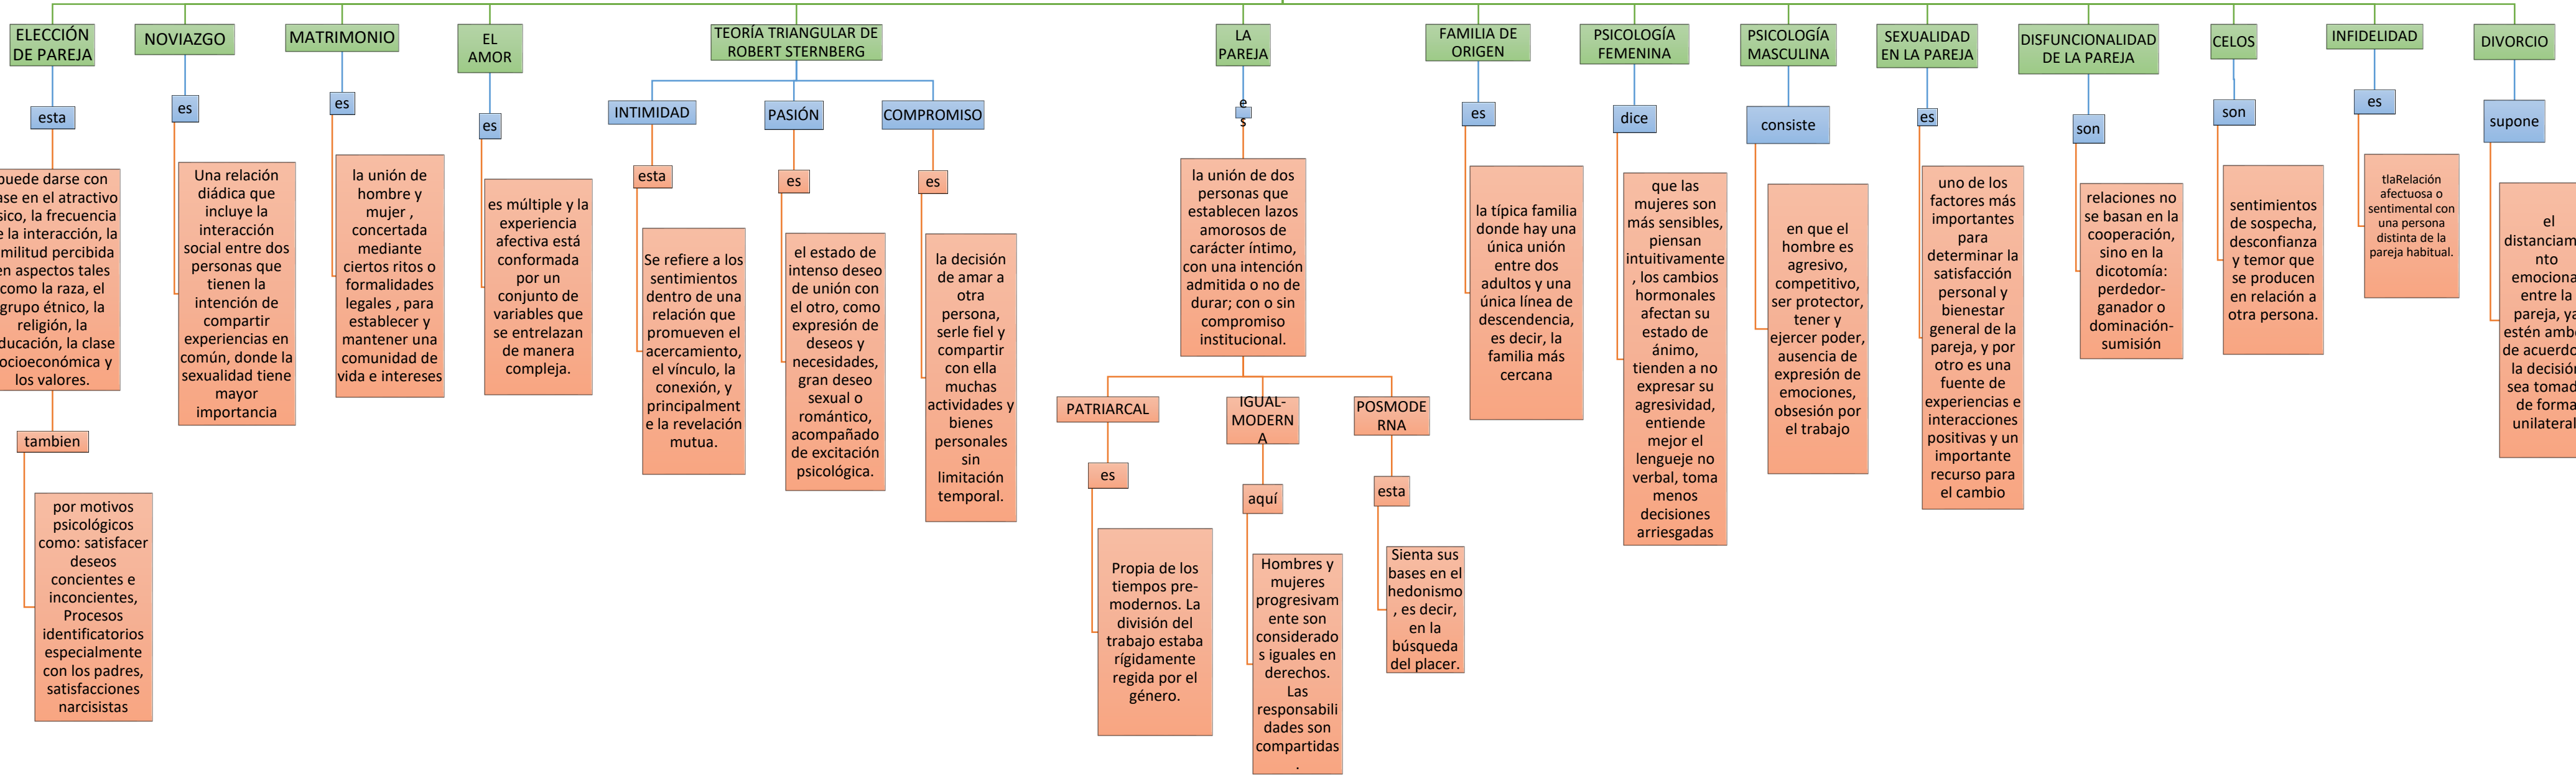 ELECCIÓN
DE PAREJA
esta
puede darse con
ase en el atractivo
sico, la frecuencia
e la interacción, la
militud percibida
en aspectos tales
como la raza, el
grupo étnico, la
religión, la
ducación, la clase
ocioeconómica y
los valores.
tambien
por motivos
psicológicos
como: satisfacer
deseos
concientes e
inconcientes,
Procesos
identificatorios
especialmente
con los padres,
satisfacciones
narcisistas
NOVIAZGO
es
Una relación
diádica que
incluye la
interacción
social entre dos
personas que
tienen la
intención de
compartir
experiencias en
común, donde la
sexualidad tiene
mayor
importancia
MATRIMONIO
es
la unión de
hombre y
mujer ,
concertada
mediante
ciertos ritos o
formalidades
legales , para
establecer y
mantener una
comunidad de
vida e intereses
EL
AMOR
es
es múltiple y la
experiencia
afectiva está
conformada
por un
conjunto de
variables que
se entrelazan
de manera
compleja.
TEORÍA TRIANGULAR DE
ROBERT STERNBERG
INTIMIDAD
esta
Se refiere a los
sentimientos
dentro de una
relación que
promueven el
acercamiento,
el vínculo, la
conexión, y
principalment
e la revelación
mutua.
PASIÓN
es
el estado de
intenso deseo
de unión con
el otro, como
expresión de
deseos y
necesidades,
gran deseo
sexual o
romántico,
acompañado
de excitación
psicológica.
COMPROMISO
es
la decisión
de amar a
otra
persona,
serle fiel y
compartir
con ella
muchas
actividades y
bienes
personales
sin
limitación
temporal.
LA
PAREJA
e
s
la unión de dos
personas que
establecen lazos
amorosos de
carácter íntimo,
con una intención
admitida o no de
durar; con o sin
compromiso
institucional.
PATRIARCAL
es
Propia de los
tiempos pre-
modernos. La
división del
trabajo estaba
rígidamente
regida por el
género.
IGUAL-
MODERN
A
aquí
Hombres y
mujeres
progresivam
ente son
considerado
s iguales en
derechos.
Las
responsabili
dades son
compartidas
.
POSMODE
RNA
esta
Sienta sus
bases en el
hedonismo
, es decir,
en la
búsqueda
del placer.
FAMILIA DE
ORIGEN
es
la típica familia
donde hay una
única unión
entre dos
adultos y una
única línea de
descendencia,
es decir, la
familia más
cercana
PSICOLOGÍA
FEMENINA
dice
que las
mujeres son
más sensibles,
piensan
intuitivamente
, los cambios
hormonales
afectan su
estado de
ánimo,
tienden a no
expresar su
agresividad,
entiende
mejor el
lengueje no
verbal, toma
menos
decisiones
arriesgadas
PSICOLOGÍA
MASCULINA
consiste
en que el
hombre es
agresivo,
competitivo,
ser protector,
tener y
ejercer poder,
ausencia de
expresión de
emociones,
obsesión por
el trabajo
SEXUALIDAD
EN LA PAREJA
es
uno de los
factores más
importantes
para
determinar la
satisfacción
personal y
bienestar
general de la
pareja, y por
otro es una
fuente de
experiencias e
interacciones
positivas y un
importante
recurso para
el cambio
DISFUNCIONALIDAD
DE LA PAREJA
son
relaciones no
se basan en la
cooperación,
sino en la
dicotomía:
perdedor-
ganador o
dominación-
sumisión
CELOS
son
sentimientos
de sospecha,
desconfianza
y temor que
se producen
en relación a
otra persona.
INFIDELIDAD
es
tlaRelación
afectuosa o
sentimental con
una persona
distinta de la
pareja habitual.
DIVORCIO
supone
el
distanciam
nto
emociona
entre la
pareja, ya
estén amb
de acuerdo
la decisión
sea tomad
de forma
unilateral